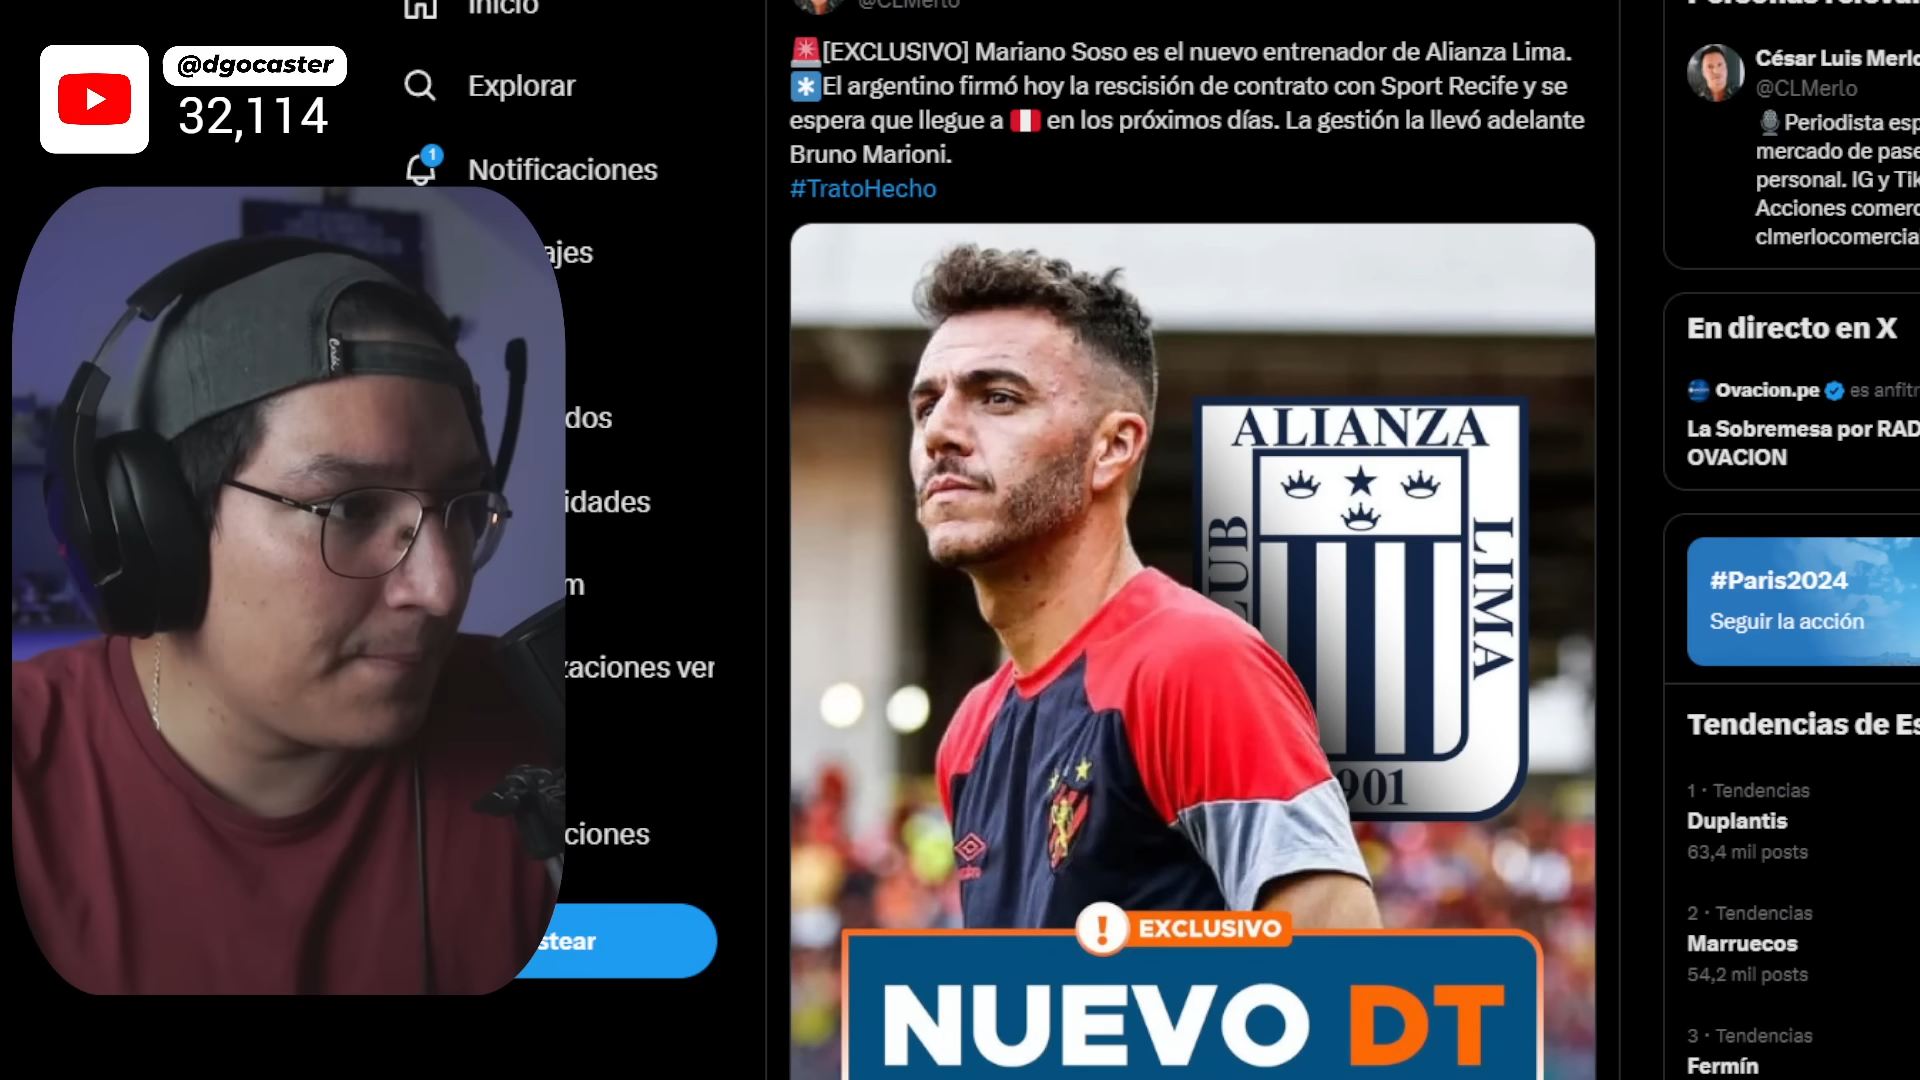 Inicio
@CLMerlo
@dgocaster
32,114
Explorar
1
Notificaciones
ajes
dos
idades
m
zaciones ver
ciones
stear
[EXCLUSIVO] Mariano Soso es el nuevo entrenador de Alianza Lima.
El argentino firmó hoy la rescisión de contrato con Sport Recife y se
espera que llegue a en los próximos días. La gestión la llevó adelante
Bruno Marioni.
#TratoHecho
ALIANZA
LUB
LIMA
901
EXCLUSIVO
NUEVO DT
César Luis Merlo
@CLMerlo
Periodista esp
mercado de pase
personal. IG y Tik
Acciones comerc
clmerlocomercia
En directo en X
Ovacion.pe es anfitr
La Sobremesa por RAD
OVACION
#Paris2024
Seguir la acción
Tendencias de Es
1 · Tendencias
Duplantis
63,4 mil posts
2 · Tendencias
Marruecos
54,2 mil posts
3 · Tendencias
Fermín